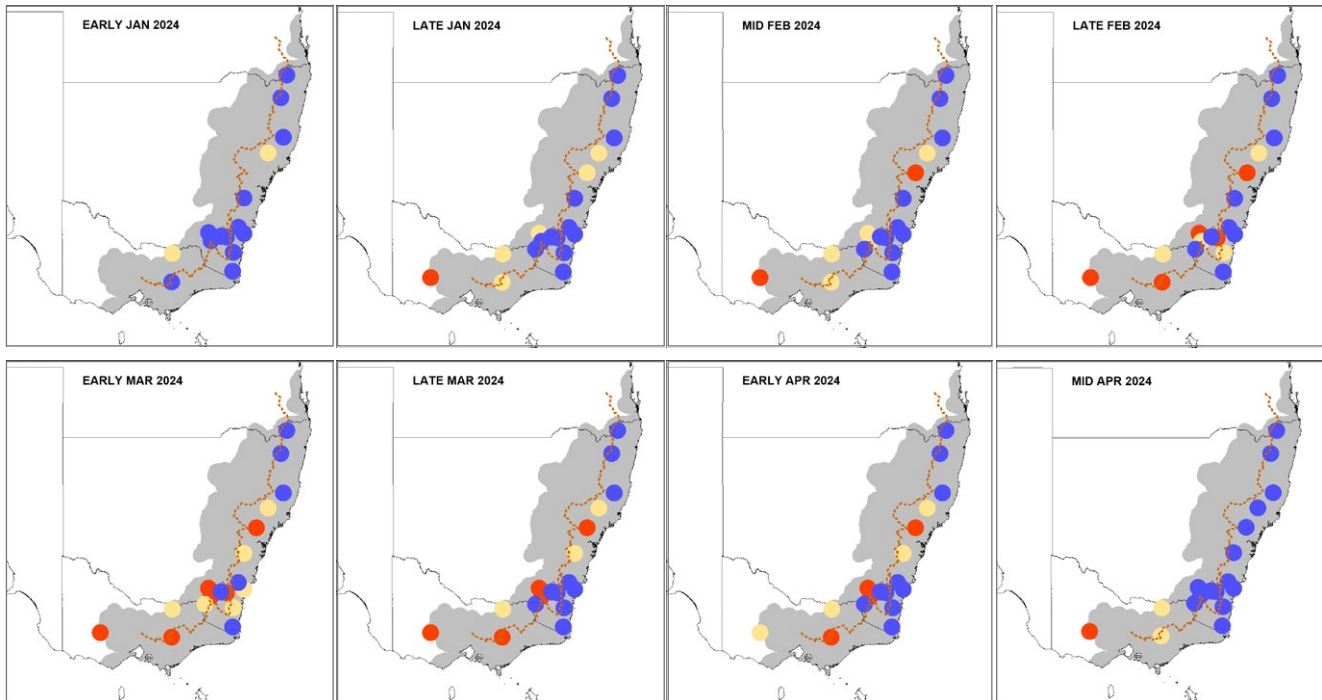 EARLY JAN 2024
LATE JAN 2024
MID FEB 2024
LATE FEB 2024
EARLY MAR 2024
LATE MAR 2024
EARLY APR 2024
MID APR 2024